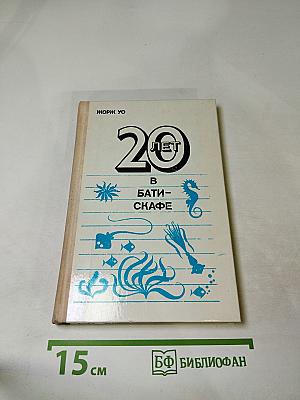 ЖОРЖ УО
20
ЛЕТ
В
БАТИ-
СКАФЕ
15 см
БФ БИБЛИОФАН